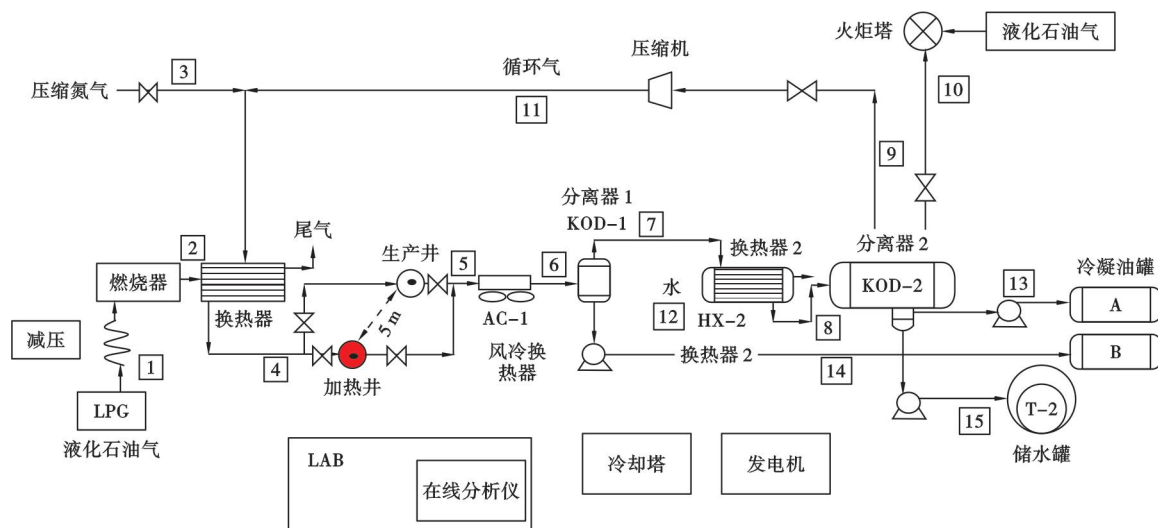 火炬塔
液化石油气
压缩机
3
循环气
压缩氮气
10
11
9
分离器 1
KOD-1
7
尾气
2
生产井
5
6
换热器 2
分离器 2
燃烧器
KOD-2
冷凝油罐
13
A
水
12
HX-2
换热器
AC-1
8
减压
5 m
1
4
风冷换
热器
换热器 2
14
B
加热井
LPG
液化石油气
15
T-2
储水罐
LAB
在线分析仪
冷却塔
发电机